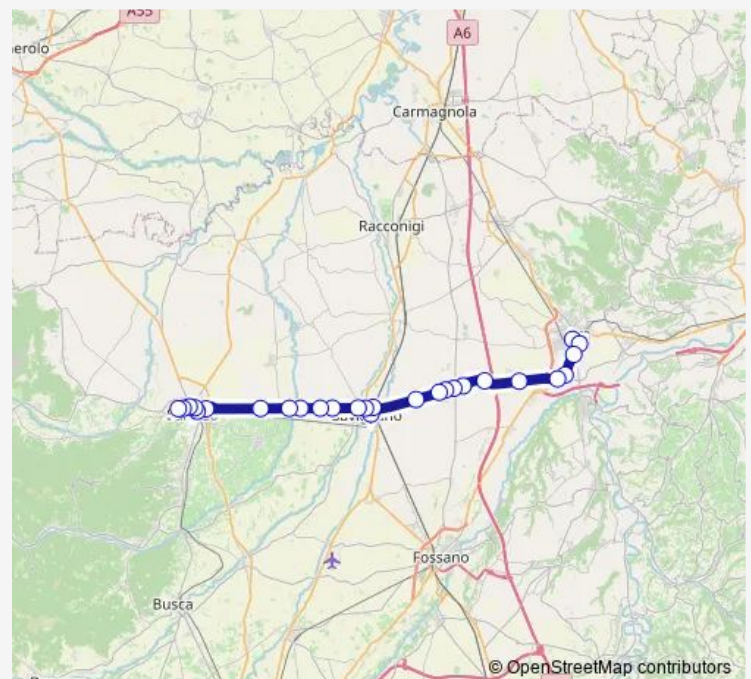 A55
erolo
A6
Carmagnola
Racconigi
Fossano
Busca
© OpenStreetMap contributors